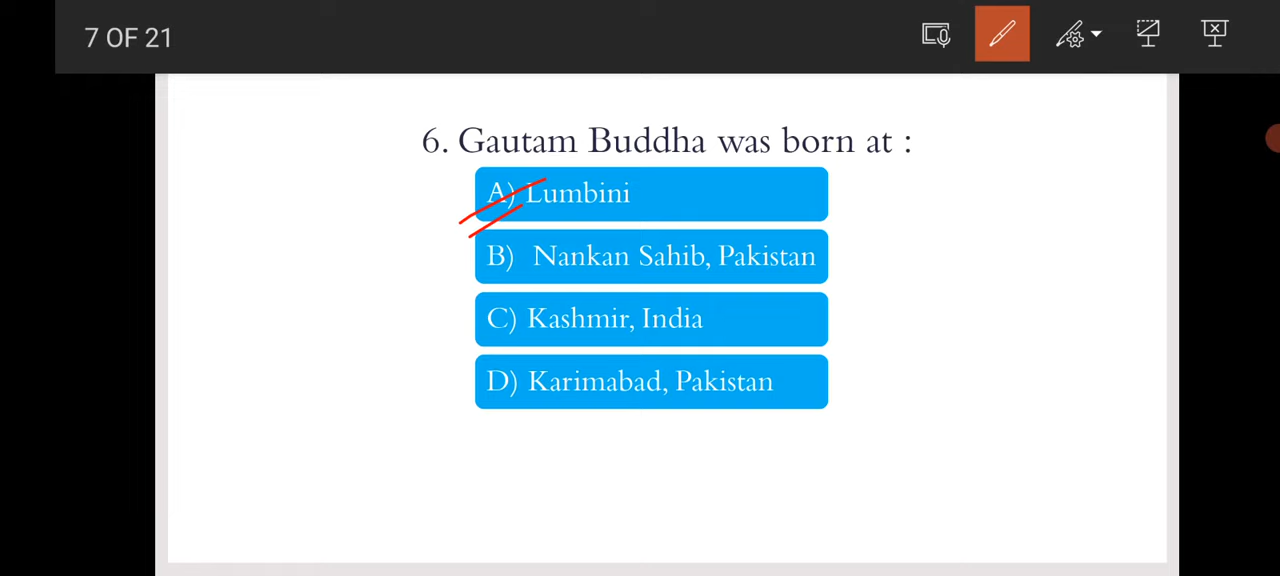 7 OF 21
6. Gautam Buddha was born at :
A) Lumbini
B) Nankan Sahib, Pakistan
C) Kashmir, India
D) Karimabad, Pakistan